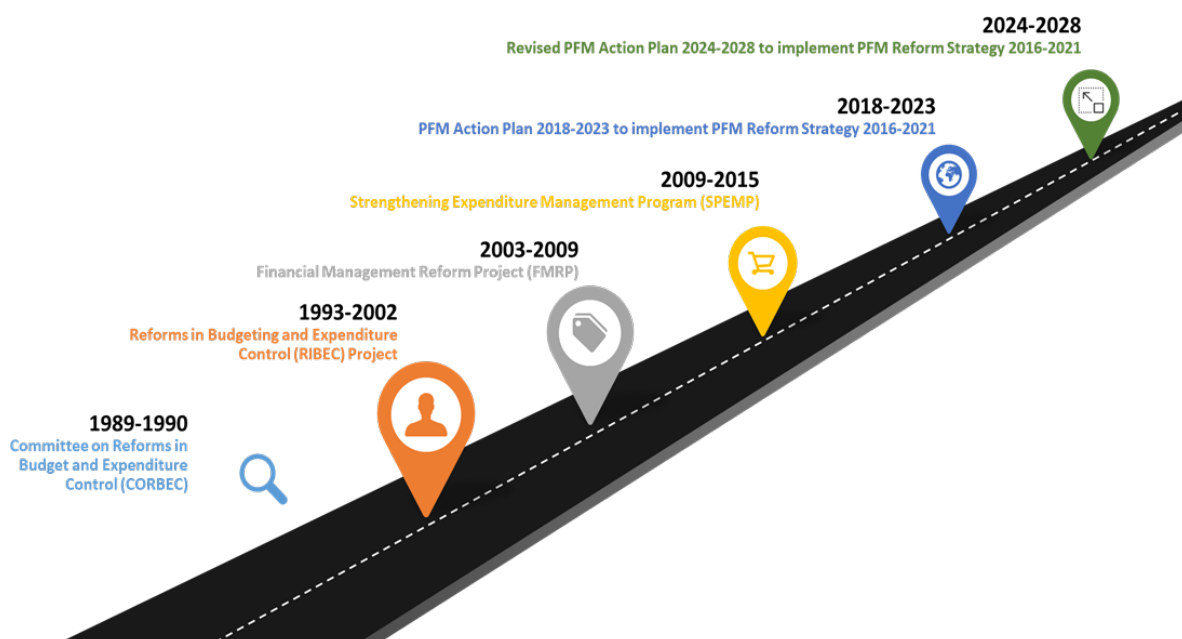 2024-2028
Revised PFM Action Plan 2024-2028 to implement PFM Reform Strategy 2016-2021
2018-2023
PFM Action Plan 2018-2023 to implement PFM Reform Strategy 2016-2021
2009-2015
Strengthening Expenditure Management Program (SPEMP)
2003-2009
Financial Management Reform Project (FMRP)
1993-2002
Reforms in Budgeting and Expenditure
Control (RIBEC) Project
1989-1990
Committee on Reforms in
Budget and Expenditure
Control (CORBEC)